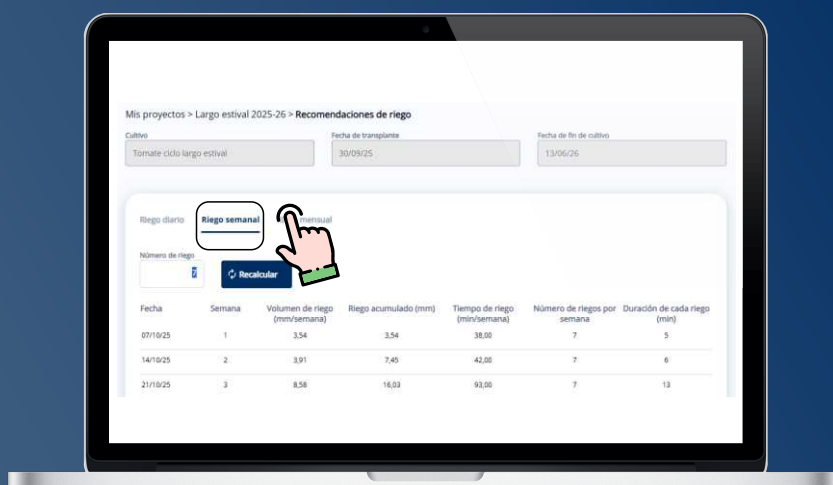 Mis proyectos > Largo estival 2025-26 > Recomendaciones de riego
Cultivo Fecha de transplante Fecha de fin de cultivo
Tomate ciclo largo estival 30/09/25 13/06/26
Riego diario Riego semanal mensual
Número de riego
7 Recalcular
Fecha Semana Volumen de riego (mm/semana) Riego acumulado (mm) Tiempo de riego (min/semana) Número de riegos por semana Duración de cada riego (min)
07/10/25 1 3,54 3,54 38,00 7 5
14/10/25 2 3,91 7,45 42,00 7 6
21/10/25 3 8,58 16,03 93,00 7 13